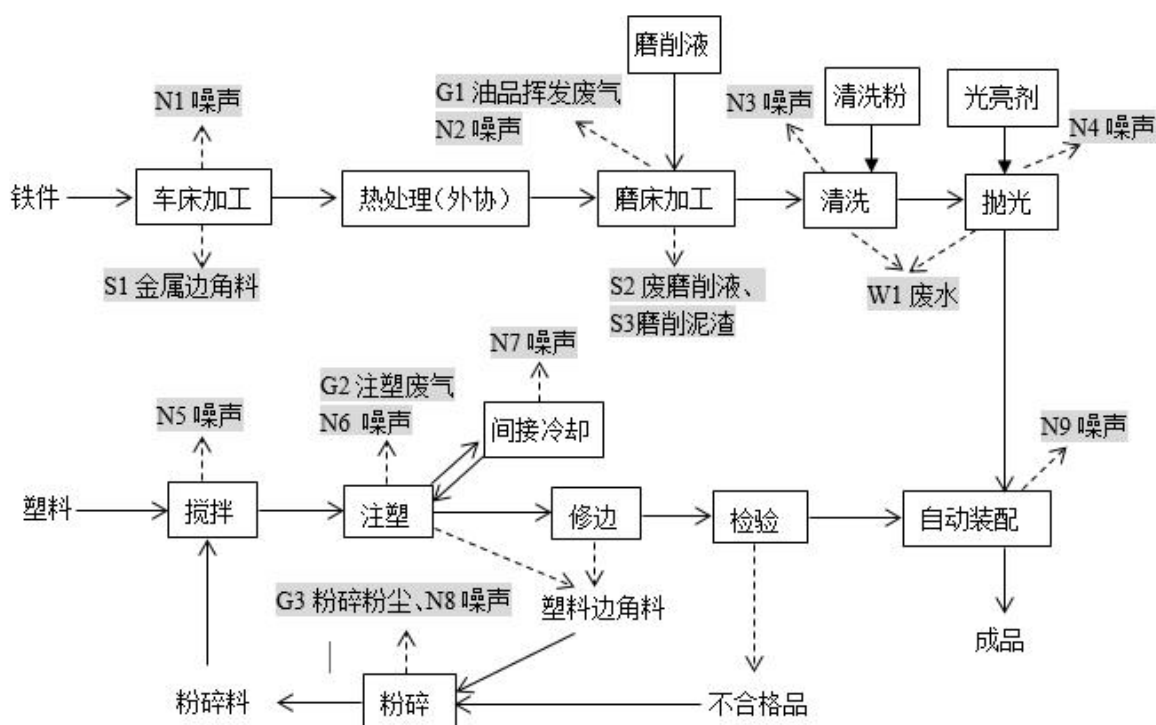 磨削液
G1 油品挥发废气
N2 噪声
N1 噪声
N3 噪声
清洗粉
光亮剂
N4 噪声
铁件
车床加工
热处理（外协）
磨床加工
清洗
抛光
S1 金属边角料
S2 废磨削液、
S3磨削泥渣
W1 废水
N7 噪声
G2 注塑废气
N6 噪声
N5 噪声
间接冷却
N9 噪声
塑料
搅拌
注塑
修边
检验
自动装配
G3 粉碎粉尘、N8 噪声
塑料边角料
成品
粉碎料
粉碎
不合格品